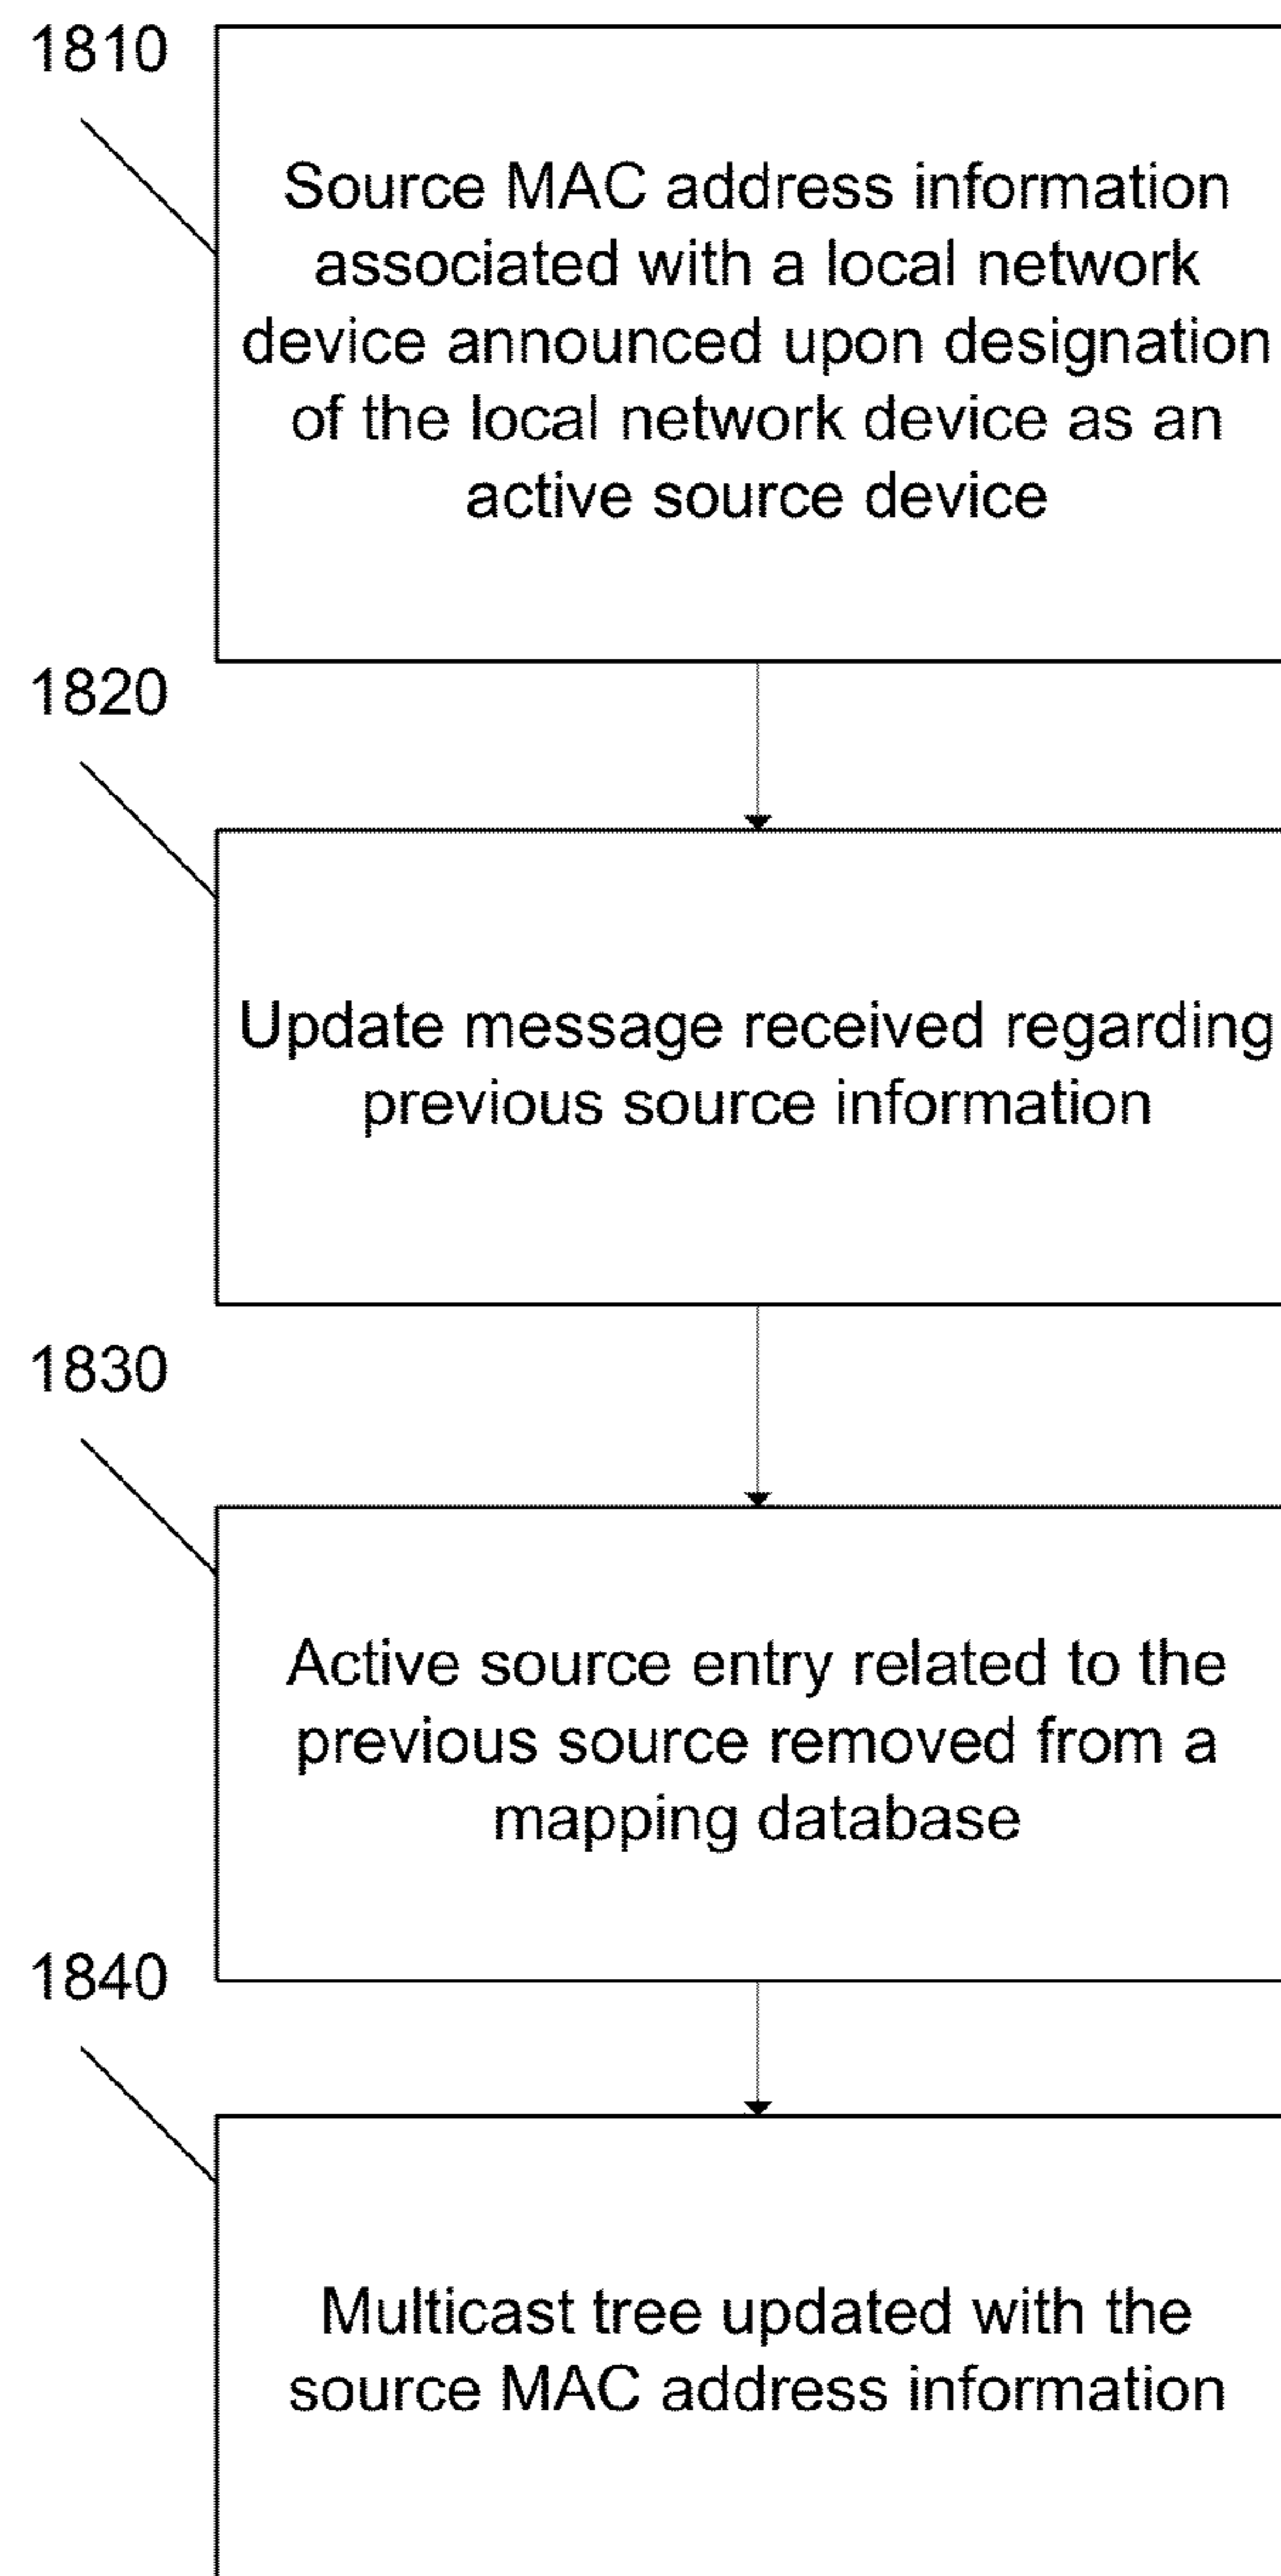 1810
Source MAC address information
associated with a local network
device announced upon designation
of the local network device as an
active source device
1820
Update message received regarding
previous source information
1830
Active source entry related to the
previous source removed from a
mapping database
1840
Multicast tree updated with the
source MAC address information